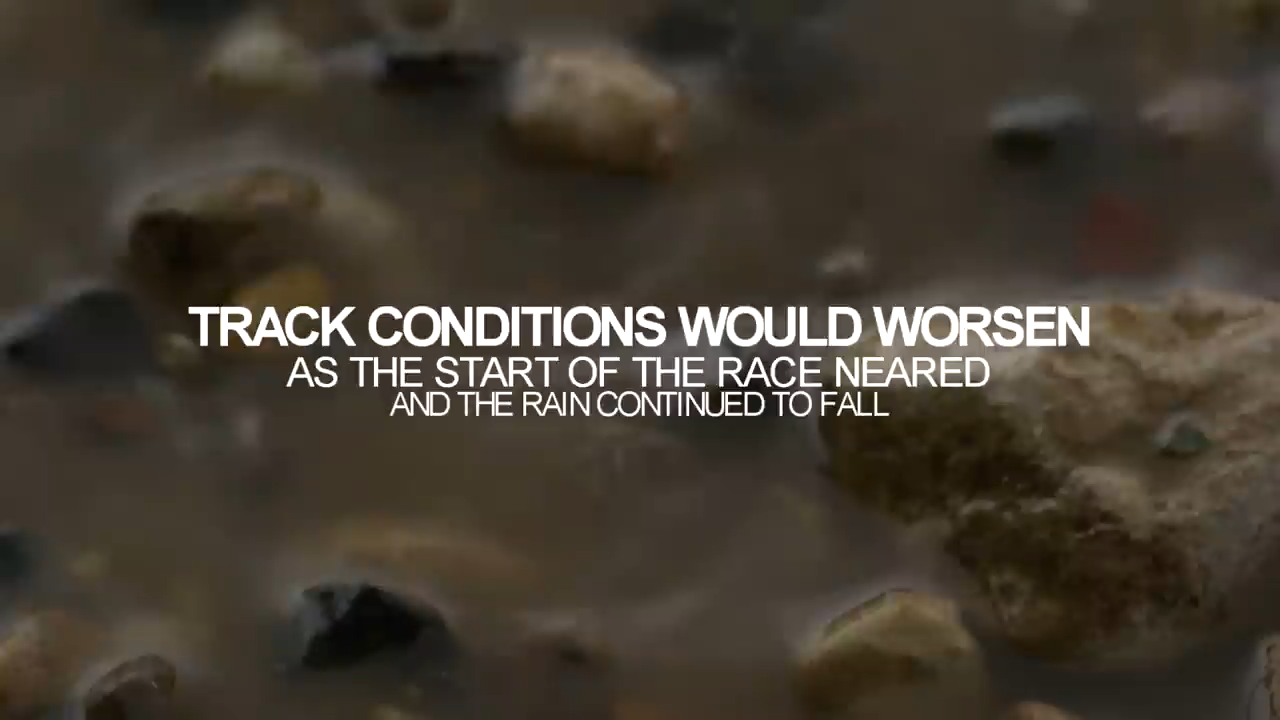 TRACK CONDITIONS WOULD WORSEN
AS THE START OF THE RACE NEARED
AND THE RAIN CONTINUED TO FALL